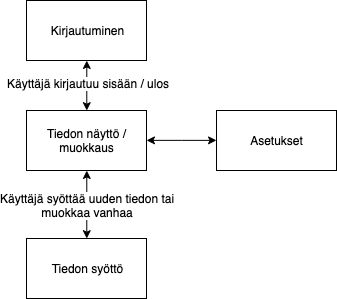 Kirjautuminen
Käyttäjä kirjautuu sisään / ulos
Tiedon näyttö /
muokkaus
Asetukset
Käyttäjä syöttää uuden tiedon tai
muokkaa vanhaa
Tiedon syöttö